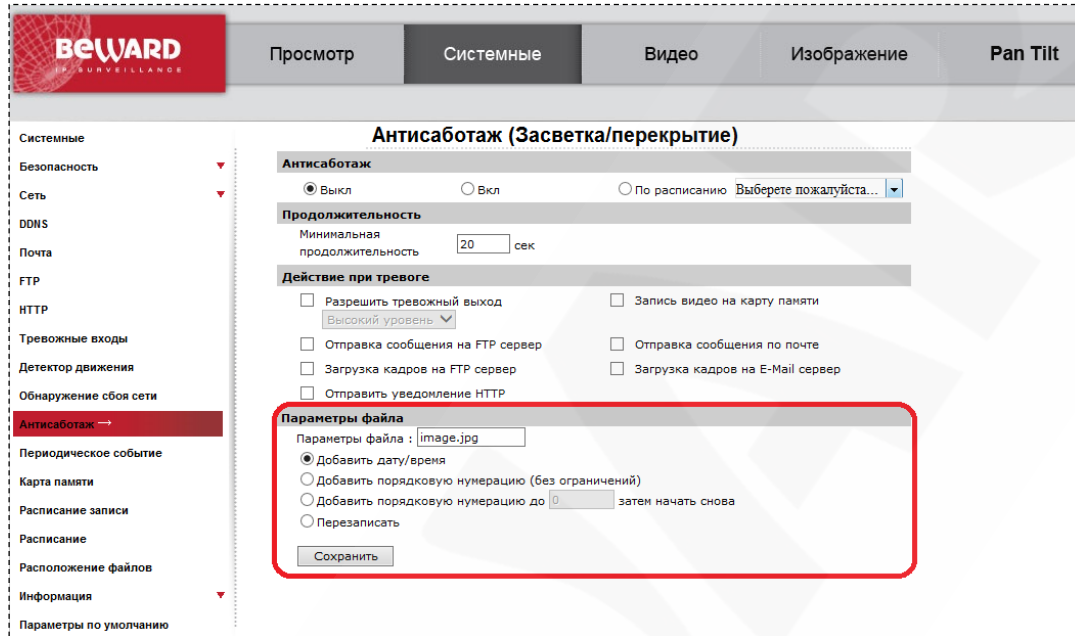 BEWARD
IP SURVEILLANCE
Просмотр
Системные
Видео
Изображение
Pan Tilt
Системные
Безопасность
Сеть
DDNS
Почта
FTP
HTTP
Тревожные входы
Детектор движения
Обнаружение сбоя сети
Антисаботаж →
Периодическое событие
Карта памяти
Расписание записи
Расписание
Расположение файлов
Информация
Параметры по умолчанию
Антисаботаж (Засветка/перекрытие)
Антисаботаж
Выкл
Вкл
По расписанию Выберете пожалуйста...
Продолжительность
Минимальная
продолжительность
20 сек
Действие при тревоге
Разрешить тревожный выход
Высокий уровень
Запись видео на карту памяти
Отправка сообщения на FTP сервер
Отправка сообщения по почте
Загрузка кадров на FTP сервер
Загрузка кадров на E-Mail сервер
Отправить уведомление HTTP
Параметры файла
Параметры файла : image.jpg
Добавить дату/время
Добавить порядковую нумерацию (без ограничений)
Добавить порядковую нумерацию до 0 затем начать снова
Перезаписать
Сохранить